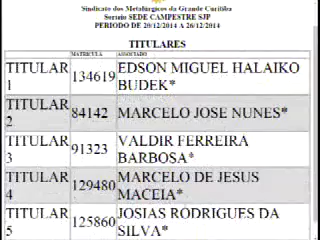 Sindicato dos Metalúrgicos da Grande Curitiba
Sorteio SEDE CAMPESTRE SJP
PERIODO DE 20/12/2014 A 26/12/2014
TITULARES
MATRICULA ASSOCIADO
TITULAR 1 134619 EDSON MIGUEL HALAIKO BUDEK*
TITULAR 2 84142 MARCELO JOSE NUNES*
TITULAR 3 91323 VALDIR FERREIRA BARBOSA*
TITULAR 4 129480 MARCELO DE JESUS MACEIA*
TITULAR 5 125860 JOSIAS RODRIGUES DA SILVA*